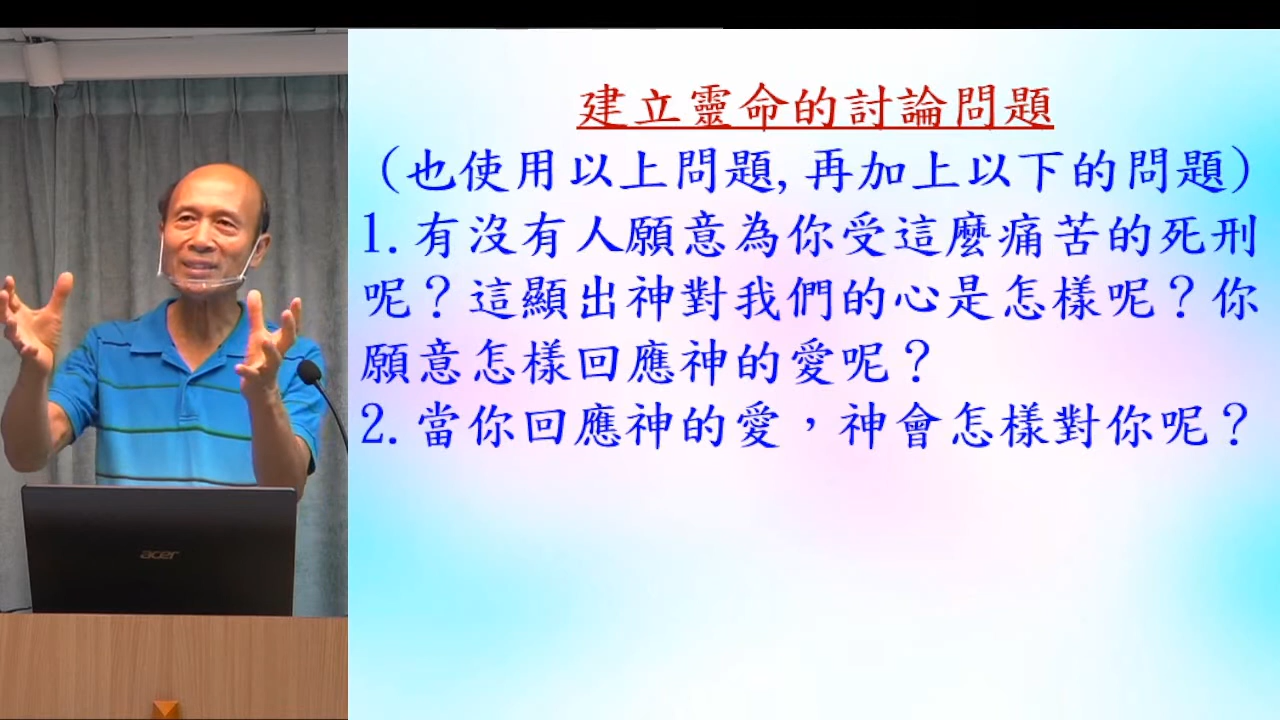 建立靈命的討論問題
（也使用以上問題,再加上以下的問題）
1.有沒有人願意為你受這麼痛苦的死刑
呢？這顯出神對我們的心是怎樣呢？你
願意怎樣回應神的愛呢？
2.當你回應神的愛，神會怎樣對你呢？
acer